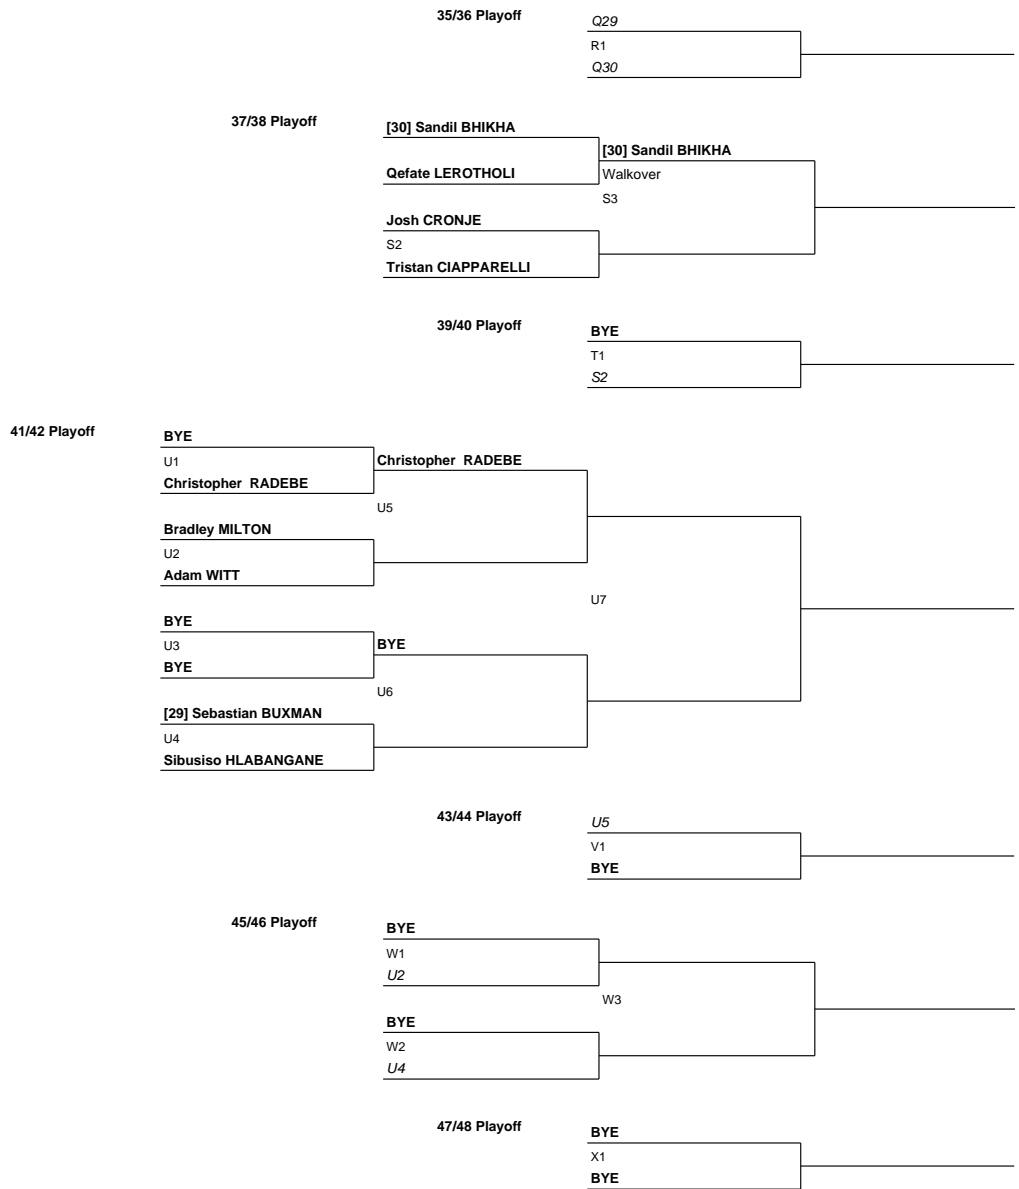 35/36 Playoff
Q29
R1
Q30
37/38 Playoff
[30] Sandil BHIKHA
[30] Sandil BHIKHA
Qefate LEROTHOLI
Walkover
S3
Josh CRONJE
S2
Tristan CIAPPARELLI
39/40 Playoff
BYE
T1
S2
41/42 Playoff
BYE
U1
Christopher RADEBE
Christopher RADEBE
U5
Bradley MILTON
U2
Adam WITT
U7
BYE
U3
BYE
BYE
U6
[29] Sebastian BUXMAN
U4
Sibusiso HLABANGANE
43/44 Playoff
U5
V1
BYE
45/46 Playoff
BYE
W1
U2
W3
BYE
W2
U4
47/48 Playoff
BYE
X1
BYE